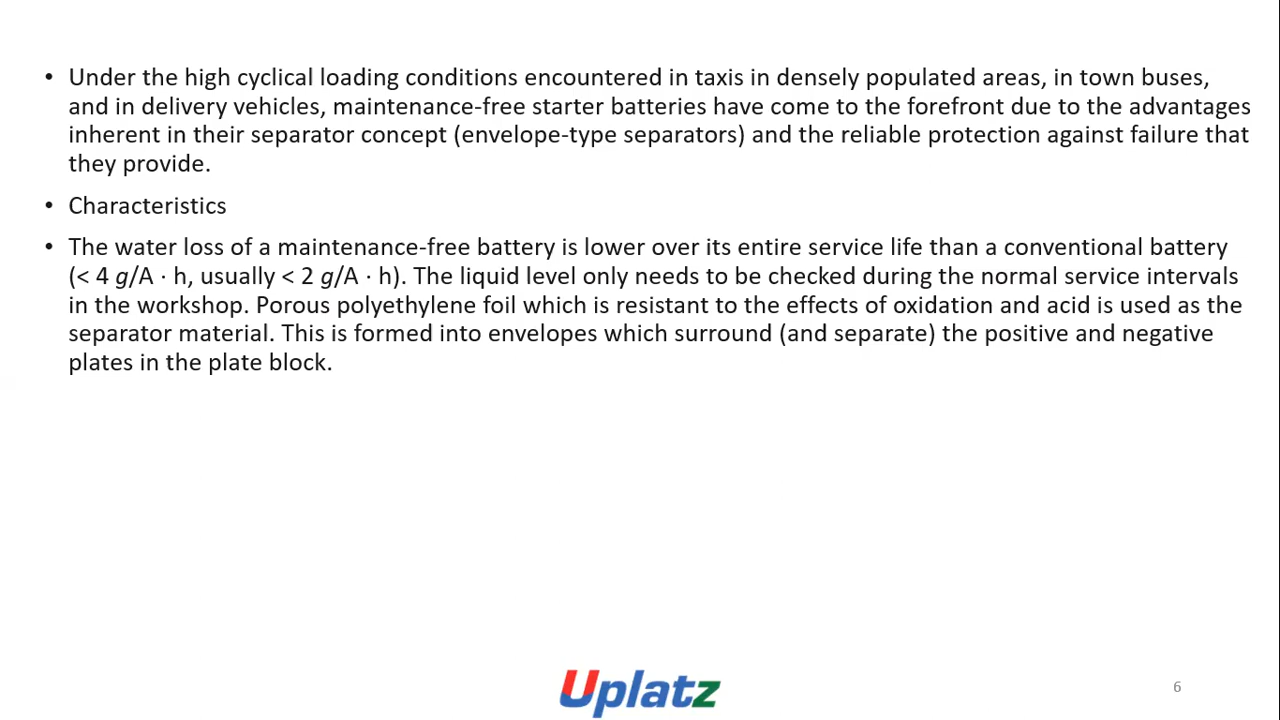 • Under the high cyclical loading conditions encountered in taxis in densely populated areas, in town buses,
and in delivery vehicles, maintenance-free starter batteries have come to the forefront due to the advantages
inherent in their separator concept (envelope-type separators) and the reliable protection against failure that
they provide.
• Characteristics
• The water loss of a maintenance-free battery is lower over its entire service life than a conventional battery
(< 4 g/A · h, usually < 2 g/A · h). The liquid level only needs to be checked during the normal service intervals
in the workshop. Porous polyethylene foil which is resistant to the effects of oxidation and acid is used as the
separator material. This is formed into envelopes which surround (and separate) the positive and negative
plates in the plate block.
Uplatz
6